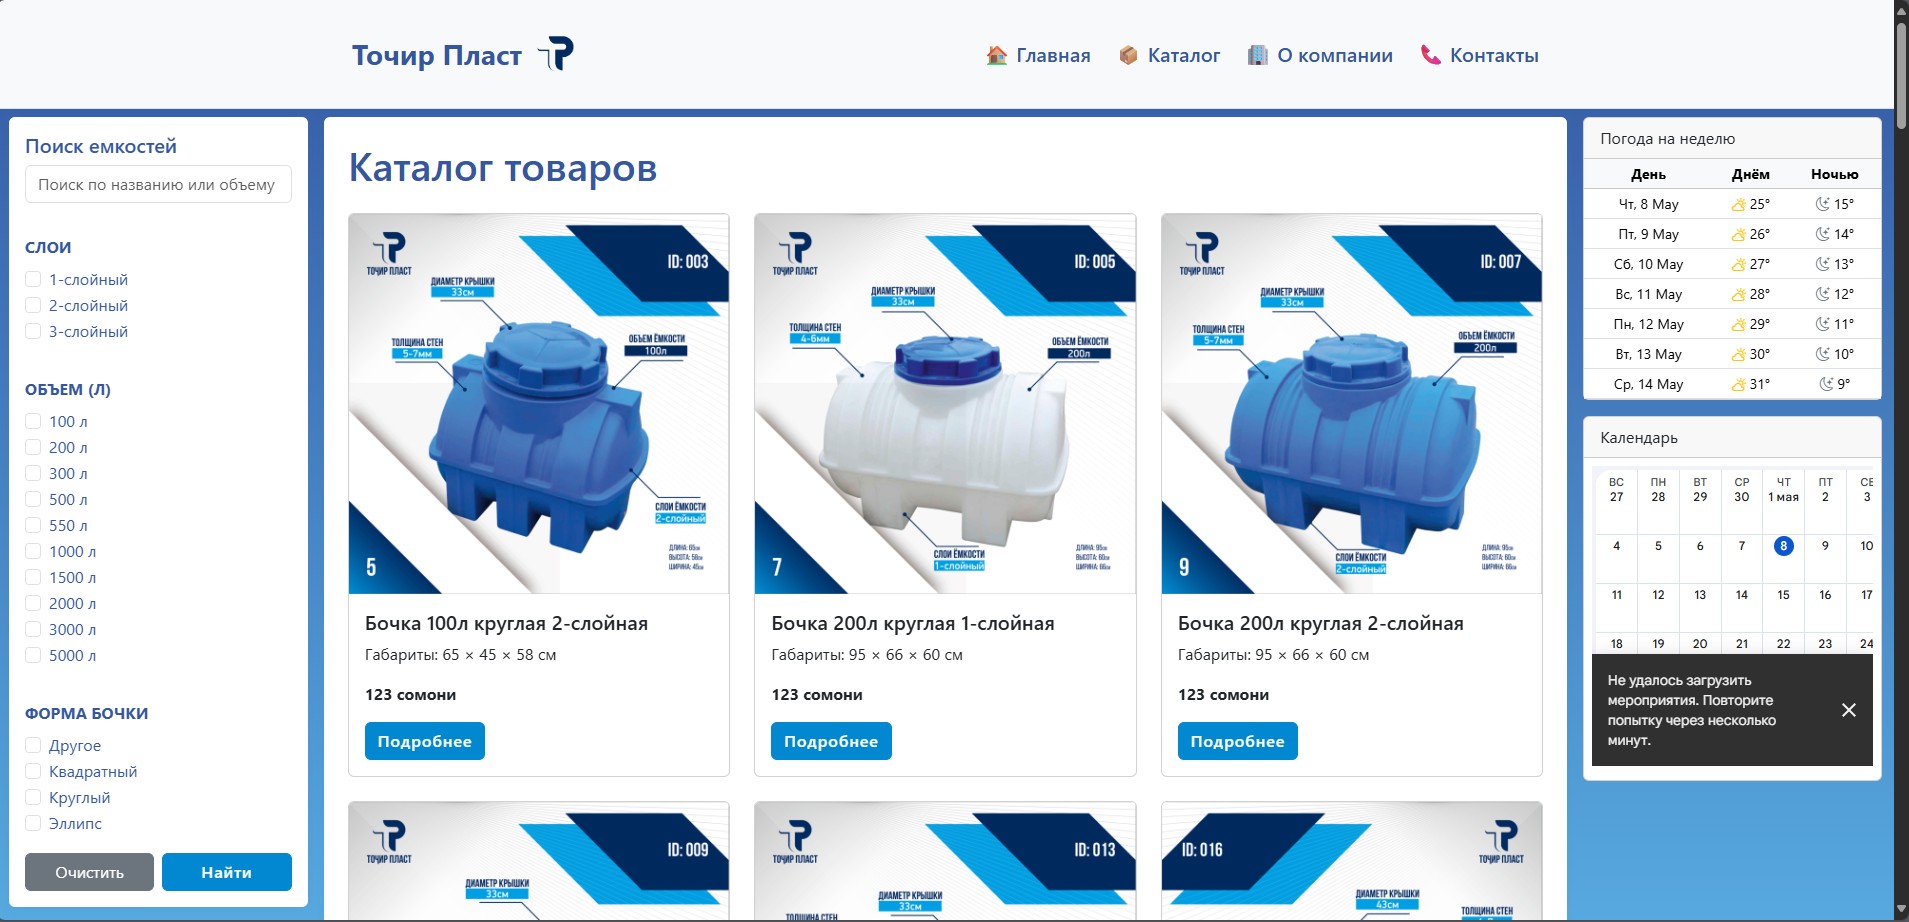 Точир Пласт
🏠 Главная
📦 Каталог
🏢 О компании
📞 Контакты
Поиск емкостей
Поиск по названию или объему
СЛОИ
1-слойный
2-слойный
3-слойный
ОБЪЕМ (Л)
100 л
200 л
300 л
500 л
550 л
1000 л
1500 л
2000 л
3000 л
5000 л
ФОРМА БОЧКИ
Другое
Квадратный
Круглый
Эллипс
Очистить
Найти
Каталог товаров
ТОЧИР ПЛАСТ
ID: 003
ДИАМЕТР КРЫШКИ
33см
ТОЛЩИНА СТЕН
5-7мм
ОБЪЕМ ЁМКОСТИ
100л
СЛОИ ЁМКОСТИ
2-слойный
ДЛИНА: 65см
ВЫСОТА: 58см
ШИРИНА: 45см
5
Бочка 100л круглая 2-слойная
Габариты: 65 × 45 × 58 см
123 сомони
Подробнее
ТОЧИР ПЛАСТ
ID: 005
ДИАМЕТР КРЫШКИ
33см
ТОЛЩИНА СТЕН
4-6мм
ОБЪЕМ ЁМКОСТИ
200л
СЛОИ ЁМКОСТИ
1-слойный
ДЛИНА: 95см
ВЫСОТА: 60см
ШИРИНА: 66см
7
Бочка 200л круглая 1-слойная
Габариты: 95 × 66 × 60 см
123 сомони
Подробнее
ТОЧИР ПЛАСТ
ID: 007
ДИАМЕТР КРЫШКИ
33см
ТОЛЩИНА СТЕН
5-7мм
ОБЪЕМ ЁМКОСТИ
200л
СЛОИ ЁМКОСТИ
2-слойный
ДЛИНА: 95см
ВЫСОТА: 60см
ШИРИНА: 66см
9
Бочка 200л круглая 2-слойная
Габариты: 95 × 66 × 60 см
123 сомони
Подробнее
ТОЧИР ПЛАСТ
ID: 009
ДИАМЕТР КРЫШКИ
33см
ТОЧИР ПЛАСТ
ID: 013
ДИАМЕТР КРЫШКИ
33см
ТОЛЩИНА СТЕН
ID: 016
ТОЧИР ПЛАСТ
ДИАМЕТР КРЫШКИ
43см
ТОЛЩИНА СТЕН
Погода на неделю
День Днём Ночью
Чт, 8 May 25° 15°
Пт, 9 May 26° 14°
Сб, 10 May 27° 13°
Вс, 11 May 28° 12°
Пн, 12 May 29° 11°
Вт, 13 May 30° 10°
Ср, 14 May 31° 9°
Календарь
ВС ПН ВТ СР ЧТ ПТ
27 28 29 30 1 мая 2 3
4 5 6 7 8 9 10
11 12 13 14 15 16 17
18 19 20 21 22 23 24
Не удалось загрузить
мероприятия. Повторите
попытку через несколько
минут.